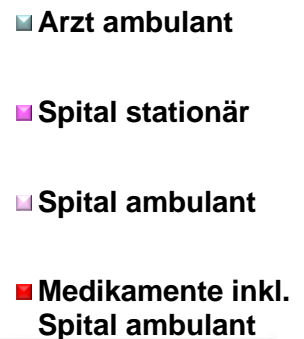 Arzt ambulant
Spital stationär
Spital ambulant
Medikamente inkl.
Spital ambulant